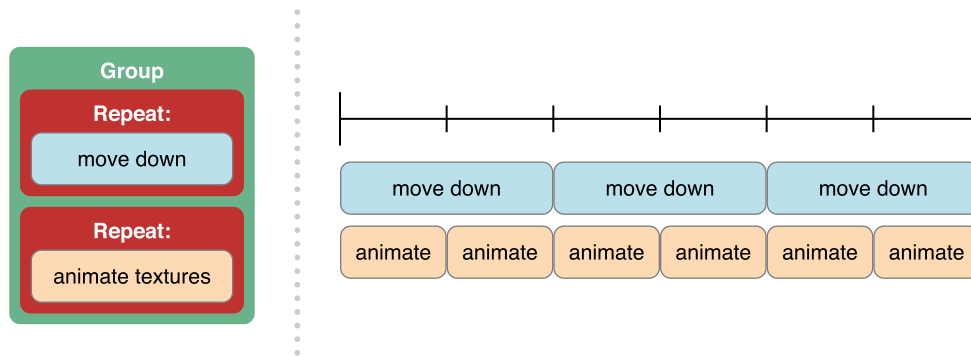 Group
Repeat:
move down
Repeat:
animate textures
move down move down move down
animate animate animate animate animate animate